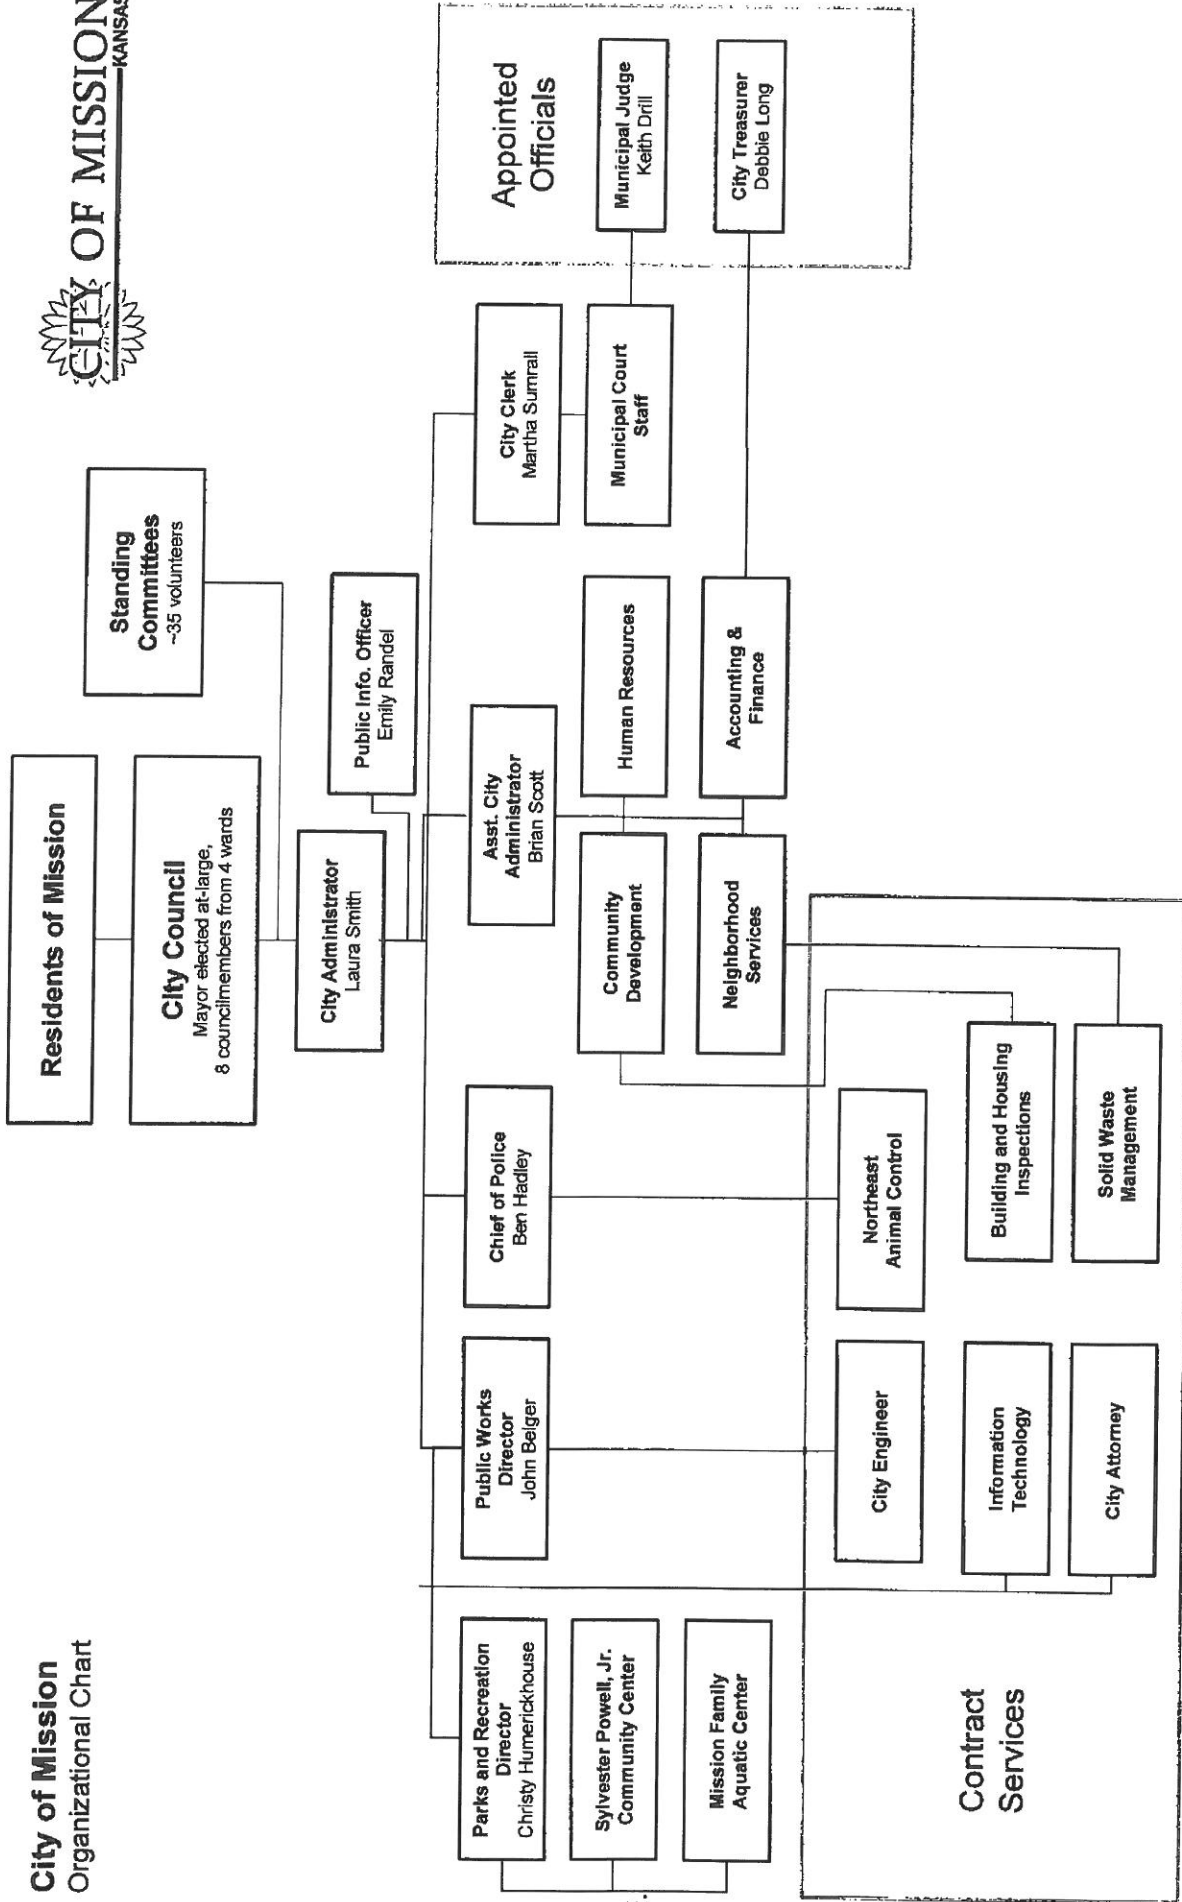 City of Mission
Organizational Chart
CITY OF MISSION
KANSAS
Residents of Mission
City Council
Mayor elected at-large,
8 councilmembers from 4 wards
Standing
Committees
~35 volunteers
City Administrator
Laura Smith
Public Info. Officer
Emily Randel
Parks and Recreation
Director
Christy Humerickhouse
Public Works
Director
John Belger
Chief of Police
Ben Hadley
Asst. City
Administrator
Brian Scott
City Clerk
Martha Sumrall
Appointed
Officials
Sylvester Powell, Jr.
Community Center
Community
Development
Human Resources
Municipal Court
Staff
Municipal Judge
Keith Drill
Mission Family
Aquatic Center
Neighborhood
Services
Accounting &
Finance
City Treasurer
Debbie Long
Contract
Services
City Engineer
Northeast
Animal Control
Information
Technology
Building and Housing
Inspections
City Attorney
Solid Waste
Management